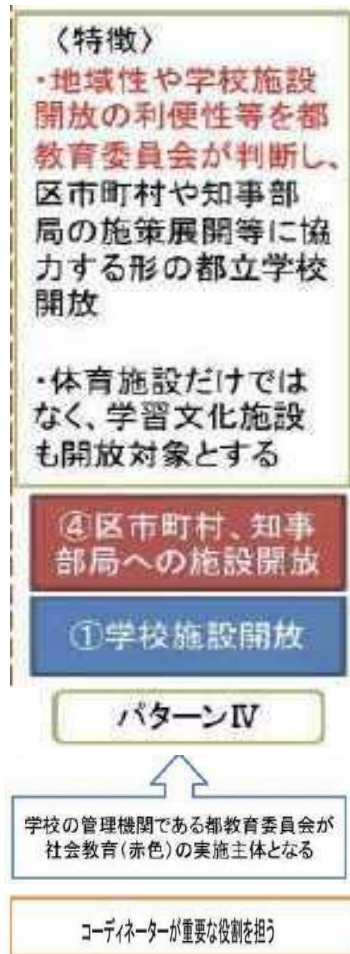 〈特徴〉
・地域性や学校施設
開放の利便性等を都
教育委員会が判断し、
区市町村や知事部
局の施策展開等に協
力する形の都立学校
開放
・体育施設だけでは
なく、学習文化施設
も開放対象とする
④区市町村、知事
部局への施設開放
①学校施設開放
パターンⅣ
学校の管理機関である都教育委員会が
社会教育(赤色)の実施主体となる
コーディネーターが重要な役割を担う